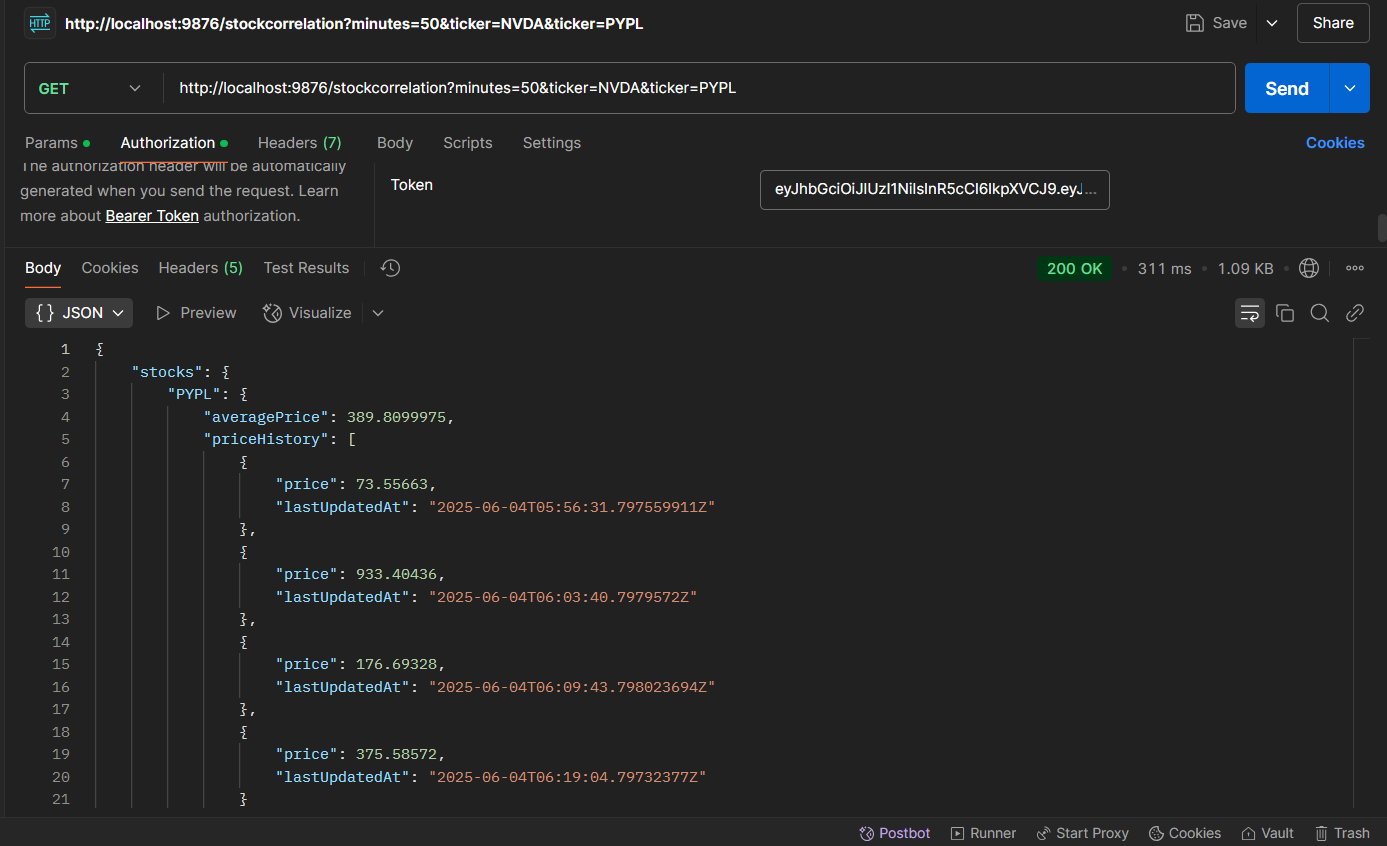 HTTP http://localhost:9876/stockcorrelation?minutes=50&ticker=NVDA&ticker=PYPL Save Share
GET http://localhost:9876/stockcorrelation?minutes=50&ticker=NVDA&ticker=PYPL Send
Params Authorization Headers (7) Body Scripts Settings Cookies
The authorization header will be automatically
generated when you send the request. Learn
more about Bearer Token authorization.
Token eyJhbGciOiJIUzI1NiIsInR5cCI6IkpXVCJ9.eyJ...
Body Cookies Headers (5) Test Results 200 OK • 311 ms • 1.09 KB •
{} JSON Preview Visualize
1 {
2 "stocks": {
3 "PYPL": {
4 "averagePrice": 389.8099975,
5 "priceHistory": [
6 {
7 "price": 73.55663,
8 "lastUpdatedAt": "2025-06-04T05:56:31.797559911Z"
9 },
10 {
11 "price": 933.40436,
12 "lastUpdatedAt": "2025-06-04T06:03:40.7979572Z"
13 },
14 {
15 "price": 176.69328,
16 "lastUpdatedAt": "2025-06-04T06:09:43.798023694Z"
17 },
18 {
19 "price": 375.58572,
20 "lastUpdatedAt": "2025-06-04T06:19:04.79732377Z"
21 }
Postbot Runner Start Proxy Cookies Vault Trash